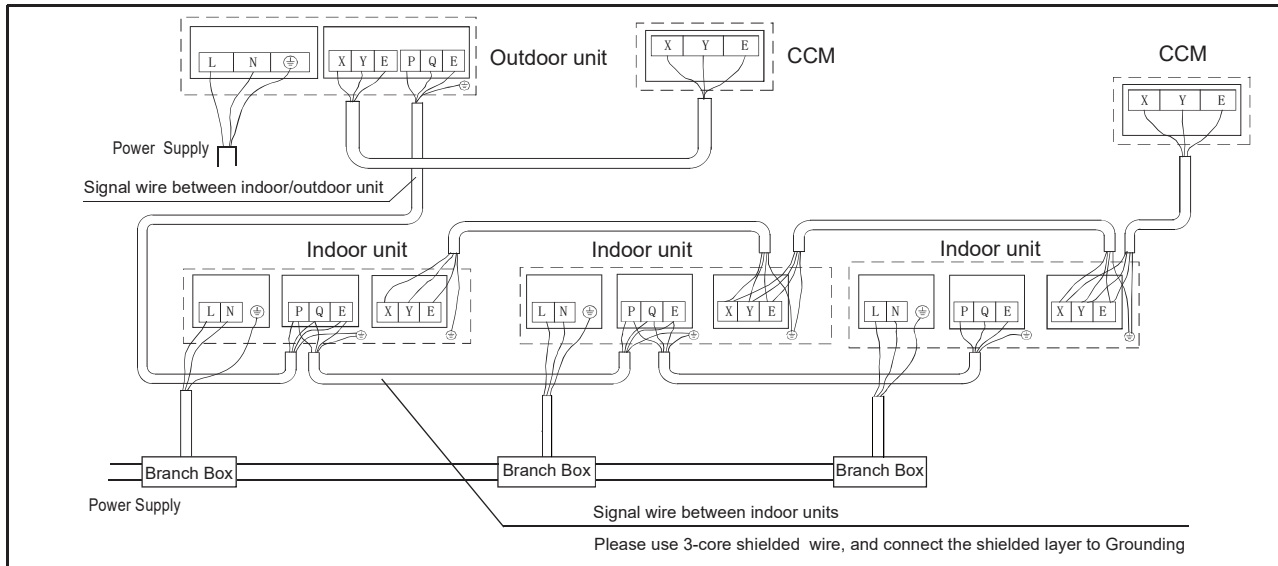 L N
X Y E P Q E
Outdoor unit
X Y E
CCM
CCM
X Y E
Power Supply
Signal wire between indoor/outdoor unit
Indoor unit
Indoor unit
Indoor unit
L N
P Q E
X Y E
L N
P Q E
X Y E
L N
P Q E
X Y E
Branch Box
Branch Box
Branch Box
Power Supply
Signal wire between indoor units
Please use 3-core shielded wire, and connect the shielded layer to Grounding